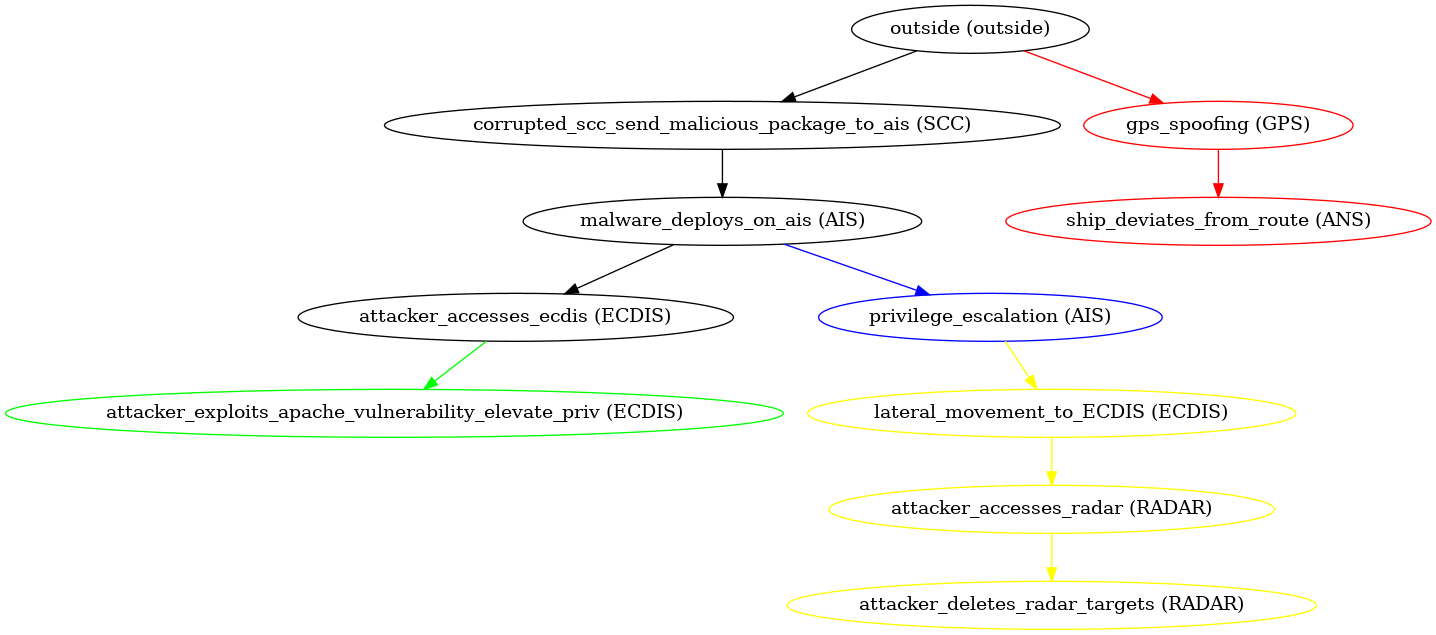 outside (outside)
corrupted_scc_send_malicious_package_to_ais (SCC)
gps_spoofing (GPS)
malware_deploys_on_ais (AIS)
ship_deviates_from_route (ANS)
attacker_accesses_ecdis (ECDIS)
privilege_escalation (AIS)
attacker_exploits_apache_vulnerability_elevate_priv (ECDIS)
lateral_movement_to_ECDIS (ECDIS)
attacker_accesses_radar (RADAR)
attacker_deletes_radar_targets (RADAR)